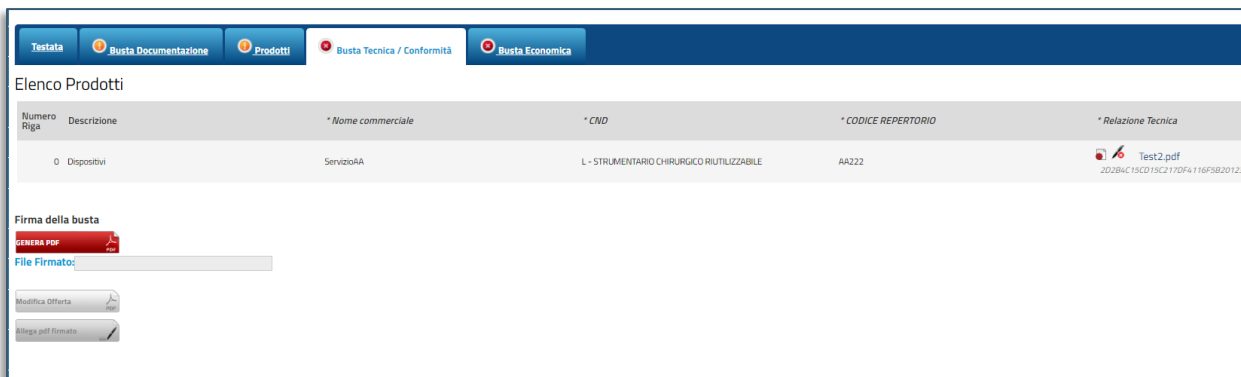 Testata Busta Documentazione Prodotti Busta Tecnica / Conformità Busta Economica
Elenco Prodotti
Numero Riga Descrizione * Nome commerciale * CND * CODICE REPERTORIO * Relazione Tecnica
0 Dispositivi ServizioAA L - STRUMENTARIO CHIRURGICO RIUTILIZZABILE AA222 Test2.pdf
2D2B4C15CD15C217DF4116F5B20123
Firma della busta
GENERA PDF PDF
File Firmato:
Modifica Offerta PDF
Allega pdf firmato